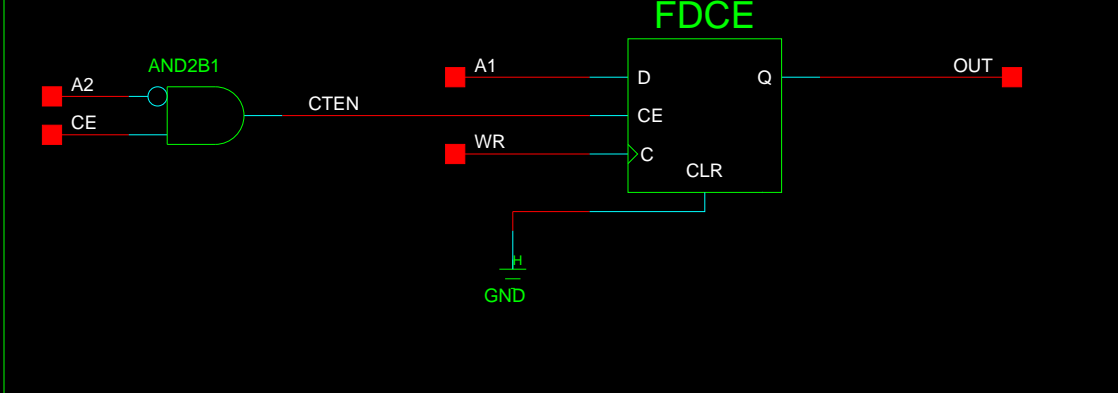 FDCE
AND2B1
A2
CE
CTEN
A1
WR
D
CE
C
CLR
Q
OUT
H
GND